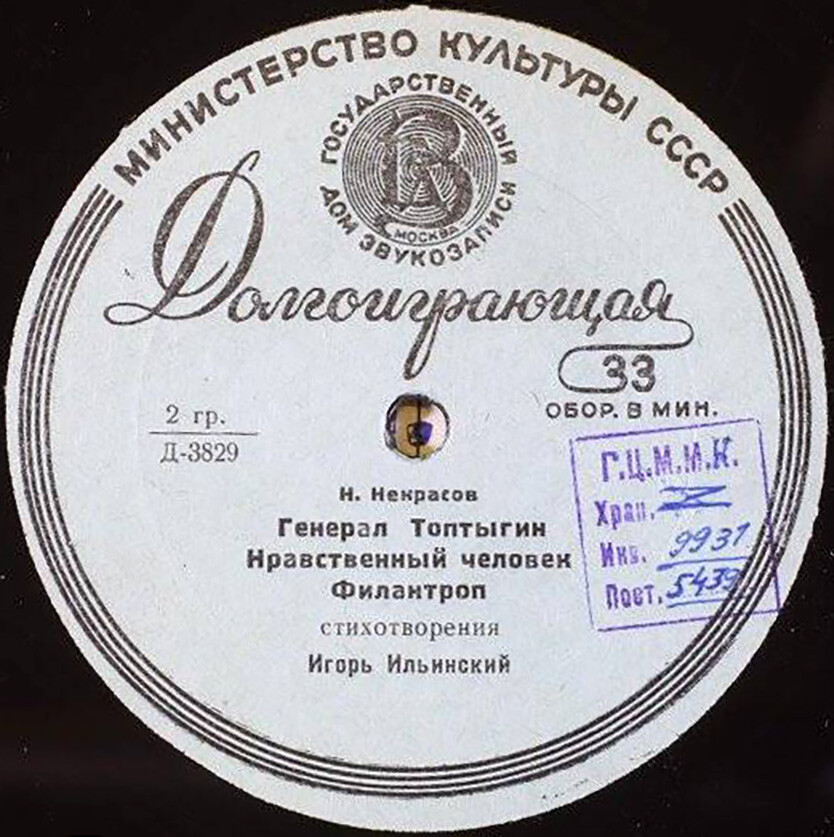 МИНИСТЕРСТВО КУЛЬТУРЫ СССР
ГОСУДАРСТВЕННЫЙ
ДОМ ЗВУКОЗАПИСИ
МОСКВА
Долгоиграющая
33
ОБОР. В МИН.
2 гр.
Д-3829
Н. Некрасов
Генерал Топтыгин
Нравственный человек
Филантроп
стихотворения
Игорь Ильинский
Г.Ц.М.М.К.
Хран.
Инв. 9931
Пост. 5439